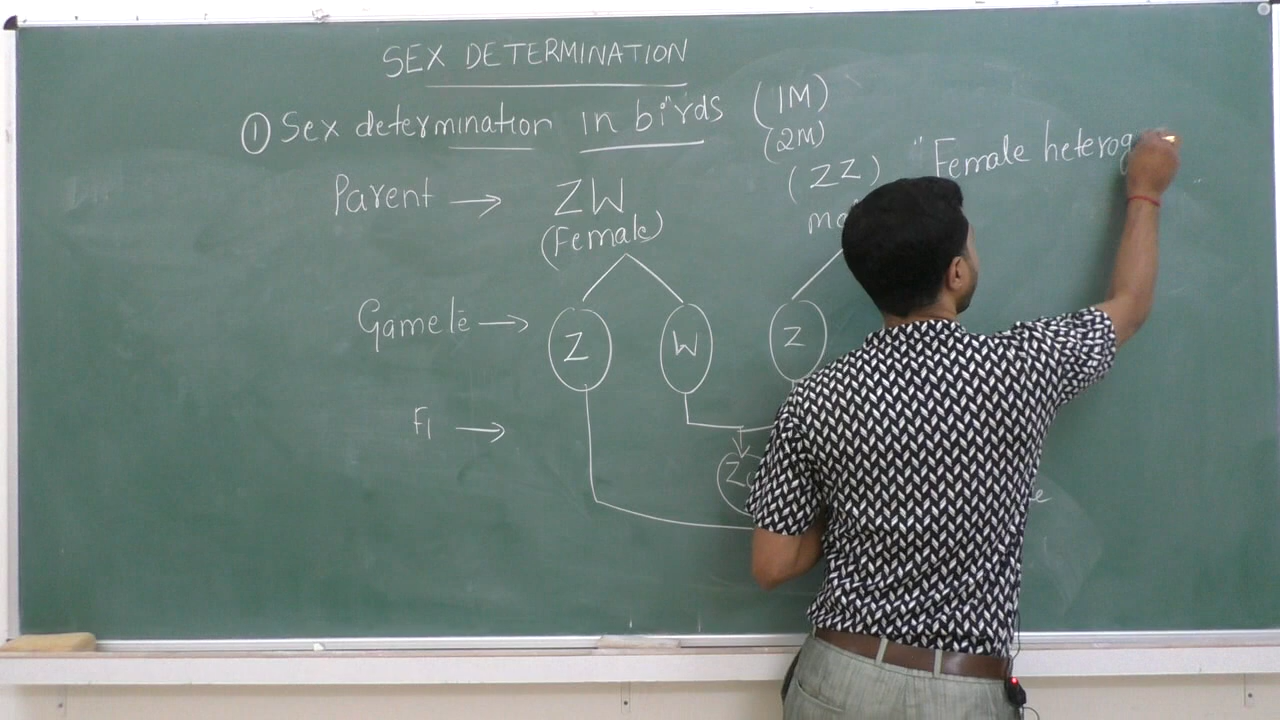 SEX DETERMINATION
① Sex determination in birds (1M)
(2M)
Parent → ZW (ZZ) "Female heterog
(Female)
Gamete → Z W Z
F1 →